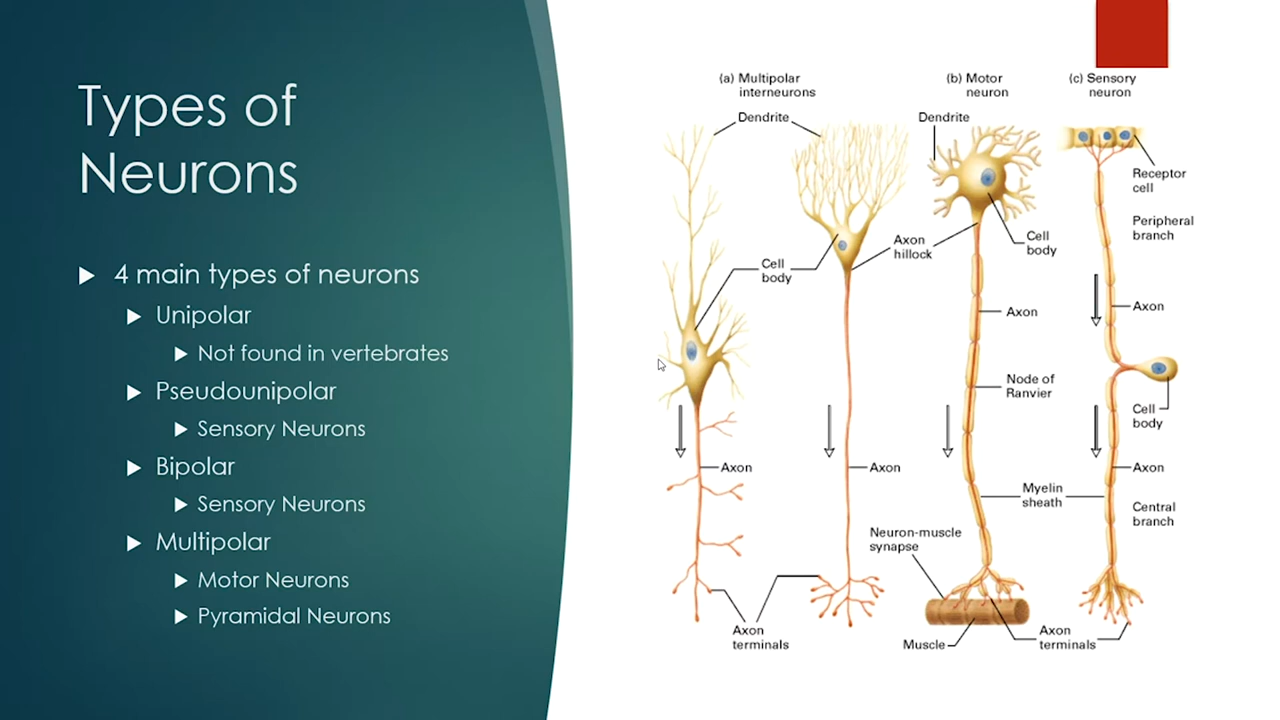 Types of
Neurons
4 main types of neurons
Unipolar
Not found in vertebrates
Pseudounipolar
Sensory Neurons
Bipolar
Sensory Neurons
Multipolar
Motor Neurons
Pyramidal Neurons
(a) Multipolar
interneurons
Dendrite
Cell
body
Axon
Axon
Axon
terminals
(b) Motor
neuron
Dendrite
Axon
hillock
Cell
body
Axon
Node of
Ranvier
Myelin
sheath
Neuron-muscle
synapse
Muscle
Axon
terminals
(c) Sensory
neuron
Receptor
cell
Peripheral
branch
Axon
Cell
body
Axon
Central
branch